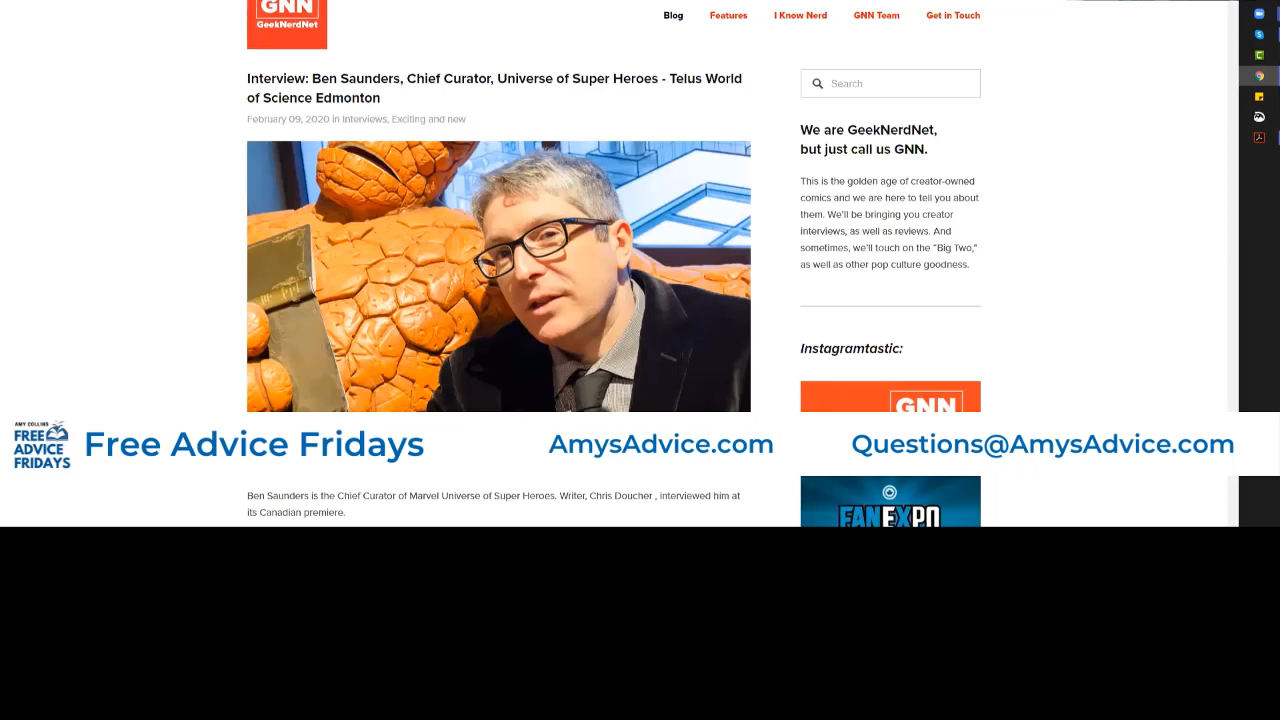 GNN
GeekNerdNet
Blog
Features
I Know Nerd
GNN Team
Get in Touch
Interview: Ben Saunders, Chief Curator, Universe of Super Heroes - Telus World
of Science Edmonton
February 09, 2020 in Interviews, Exciting and new
Search
We are GeekNerdNet,
but just call us GNN.
This is the golden age of creator-owned
comics and we are here to tell you about
them. We'll be bringing you creator
interviews, as well as reviews. And
sometimes, we'll touch on the "Big Two,"
as well as other pop culture goodness.
Instagramtastic:
GNN
AMY COLLINS
FREE
ADVICE
FRIDAYS
Free Advice Fridays
AmysAdvice.com
Questions@AmysAdvice.com
Ben Saunders is the Chief Curator of Marvel Universe of Super Heroes. Writer, Chris Doucher , interviewed him at
its Canadian premiere.
FAN EXPO